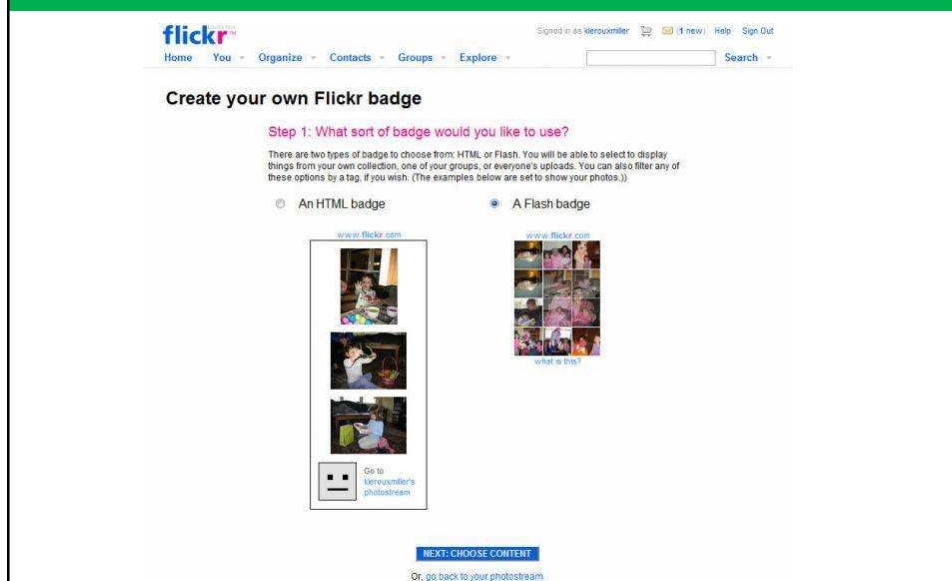 flickr
Signed in as klerouxmiller (1 new) Help Sign Out
Home You Organize Contacts Groups Explore Search
Create your own Flickr badge
Step 1: What sort of badge would you like to use?
There are two types of badge to choose from: HTML or Flash. You will be able to select to display
things from your own collection, one of your groups, or everyone's uploads. You can also filter any of
these options by a tag, if you wish. (The examples below are set to show your photos.))
An HTML badge A Flash badge
www.flickr.com www.flickr.com
what is this?
Go to
klerouxmiller's
photostream
NEXT: CHOOSE CONTENT
Or, go back to your photostream